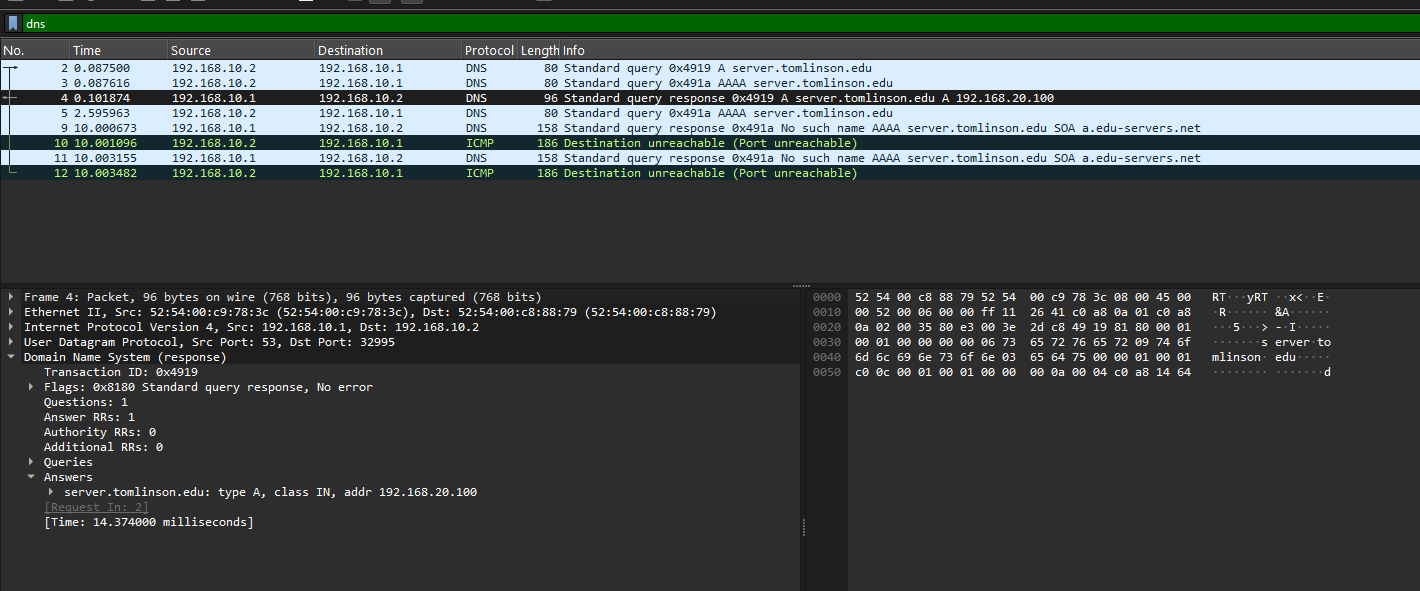 dns
No. Time Source Destination Protocol Length Info
2 0.087500 192.168.10.2 192.168.10.1 DNS 80 Standard query 0x4919 A server.tomlinson.edu
3 0.087616 192.168.10.2 192.168.10.1 DNS 80 Standard query 0x491a AAAA server.tomlinson.edu
4 0.101874 192.168.10.1 192.168.10.2 DNS 96 Standard query response 0x4919 A server.tomlinson.edu A 192.168.20.100
5 2.595963 192.168.10.2 192.168.10.1 DNS 80 Standard query 0x491a AAAA server.tomlinson.edu
9 10.000673 192.168.10.1 192.168.10.2 DNS 158 Standard query response 0x491a No such name AAAA server.tomlinson.edu SOA a.edu-servers.net
10 10.001096 192.168.10.2 192.168.10.1 ICMP 186 Destination unreachable (Port unreachable)
11 10.003155 192.168.10.1 192.168.10.2 DNS 158 Standard query response 0x491a No such name AAAA server.tomlinson.edu SOA a.edu-servers.net
12 10.003482 192.168.10.2 192.168.10.1 ICMP 186 Destination unreachable (Port unreachable)
Frame 4: Packet, 96 bytes on wire (768 bits), 96 bytes captured (768 bits)
Ethernet II, Src: 52:54:00:c9:78:3c (52:54:00:c9:78:3c), Dst: 52:54:00:c8:88:79 (52:54:00:c8:88:79)
Internet Protocol Version 4, Src: 192.168.10.1, Dst: 192.168.10.2
User Datagram Protocol, Src Port: 53, Dst Port: 32995
Domain Name System (response)
Transaction ID: 0x4919
Flags: 0x8180 Standard query response, No error
Questions: 1
Answer RRs: 1
Authority RRs: 0
Additional RRs: 0
Queries
Answers
server.tomlinson.edu: type A, class IN, addr 192.168.20.100
[Request In: 2]
[Time: 14.374000 milliseconds]
0000 52 54 00 c8 88 79 52 54 00 c9 78 3c 08 00 45 00 RT···yRT ··x<··E·
0010 00 52 00 06 00 00 ff 11 26 41 c0 a8 0a 01 c0 a8 ·R······ &A······
0020 0a 02 00 35 80 e3 00 3e 2d c8 49 19 81 80 00 01 ···5···> -·I·····
0030 00 01 00 00 00 00 06 73 65 72 76 65 72 09 74 6f ·······s erver·to
0040 6d 6c 69 6e 73 6f 6e 03 65 64 75 00 00 01 00 01 mlinson· edu·····
0050 c0 0c 00 01 00 01 00 00 00 0a 00 04 c0 a8 14 64 ········ ·······d